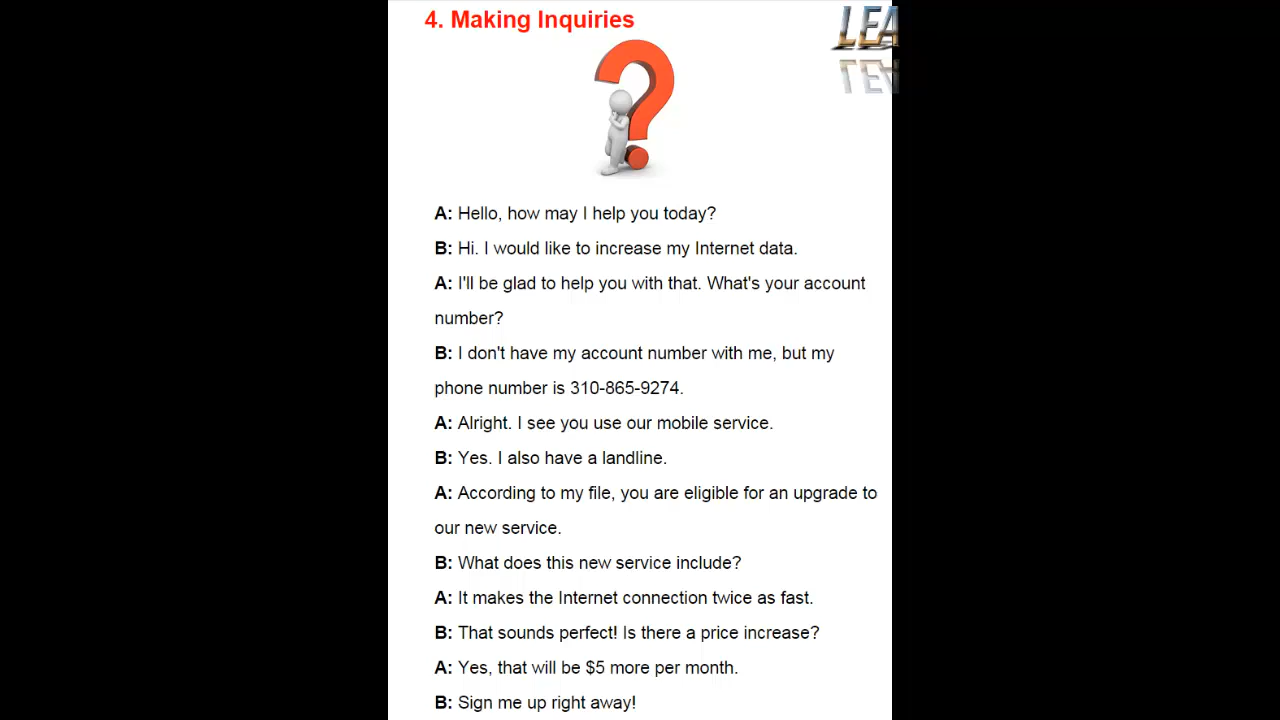 4. Making Inquiries
LEA
A: Hello, how may I help you today?
B: Hi. I would like to increase my Internet data.
A: I'll be glad to help you with that. What's your account
number?
B: I don't have my account number with me, but my
phone number is 310-865-9274.
A: Alright. I see you use our mobile service.
B: Yes. I also have a landline.
A: According to my file, you are eligible for an upgrade to
our new service.
B: What does this new service include?
A: It makes the Internet connection twice as fast.
B: That sounds perfect! Is there a price increase?
A: Yes, that will be $5 more per month.
B: Sign me up right away!